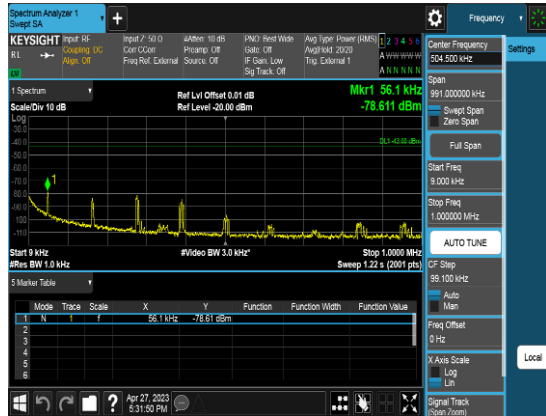 Spectrum Analyzer 1
Swept SA
Frequency
KEYSIGHT Input: RF Input Z: 50 Ω #Atten: 10 dB PNO: Best Wide Avg Type: Power (RMS) 1 2 3 4 5 6
RL Coupling: DC Corr CCorr Preamp: Off Gate: Off Avg|Hold: 20/20 A W W W W W
Align: Off Freq Ref: External Source: Off IF Gain: Low Trig: External 1
Sig Track: Off A N N N N N
Center Frequency
504.500 kHz
Settings
1 Spectrum
Ref Lvl Offset 0.01 dB
Mkr1 56.1 kHz
Scale/Div 10 dB
Ref Level -20.00 dBm
-78.611 dBm
Span
991.000000 kHz
Swept Span
Zero Span
Full Span
Start Freq
9.000 kHz
Stop Freq
1.000000 MHz
AUTO TUNE
CF Step
99.100 kHz
Auto
Man
Freq Offset
0 Hz
X Axis Scale
Log
Lin
Signal Track
(Span Zoom)
Local
Log
-30.0
-40.0
DL1 -43.00 dBm
-50.0
-60.0
-70.0
1
-80.0
-90.0
-100
-110
Start 9 kHz
#Video BW 3.0 kHz*
Stop 1.0000 MHz
#Res BW 1.0 kHz
Sweep 1.22 s (2001 pts)
5 Marker Table
Mode Trace Scale X Y Function Function Width Function Value
1 N 1 f 56.1 kHz -78.61 dBm
2
3
4
5
6
Apr 27, 2023
5:31:50 PM